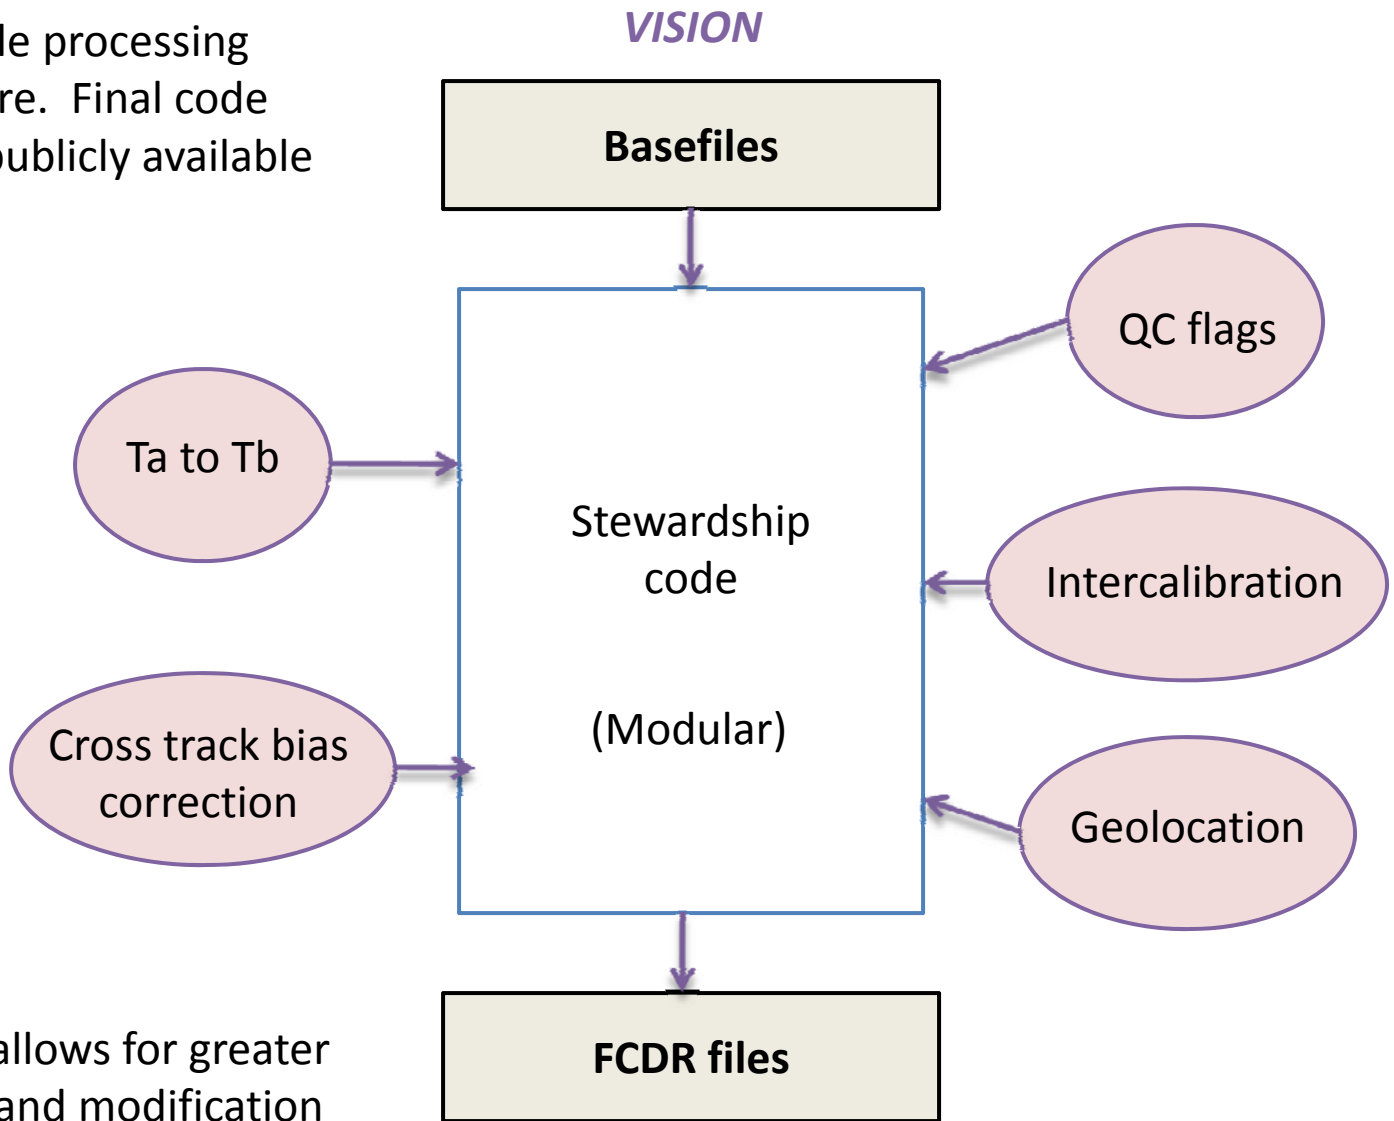 VISION
le processing
re. Final code
publicly available
Basefiles
QC flags
Ta to Tb
Stewardship
code
Intercalibration
(Modular)
Cross track bias
correction
Geolocation
allows for greater
and modification
FCDR files